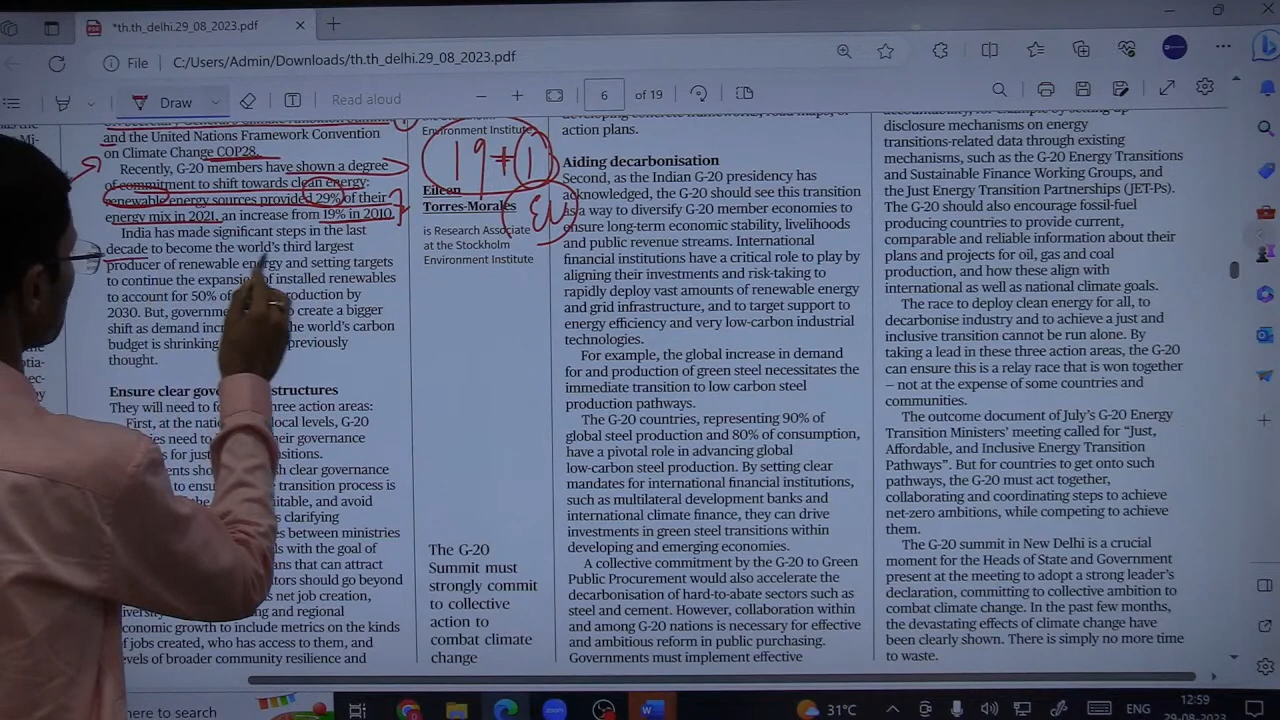 *th.th_delhi.29_08_2023.pdf
File C:/Users/Admin/Downloads/th.th_delhi.29_08_2023.pdf
Draw Read aloud 6 of 19
and the United Nations Framework Convention
on Climate Change COP28.
Recently, G-20 members have shown a degree
of commitment to shift towards clean energy:
renewable energy sources provided 29% of their
energy mix in 2021, an increase from 19% in 2010.
India has made significant steps in the last
decade to become the world's third largest
producer of renewable energy and setting targets
to continue the expansion of installed renewables
to account for 50% of production by
2030. But, to create a bigger
shift as demand the world's carbon
budget is shrinking previously
thought.
Ensure clear structures
They will need to three action areas:
First, at the local levels, G-20
need to their governance
for just
clear governance
to transition process is
and avoid
clarifying
between ministries
with the goal of
that can attract
should go beyond
net job creation,
and regional
economic growth to include metrics on the kinds
of jobs created, who has access to them, and
levels of broader community resilience and
Environment Institute
19+1
Eileen
Torres-Morales
(EU)
is Research Associate
at the Stockholm
Environment Institute
The G-20
Summit must
strongly commit
to collective
action to
combat climate
change
action plans.
Aiding decarbonisation
Second, as the Indian G-20 presidency has
acknowledged, the G-20 should see this transition
as a way to diversify G-20 member economies to
ensure long-term economic stability, livelihoods
and public revenue streams. International
financial institutions have a critical role to play by
aligning their investments and risk-taking to
rapidly deploy vast amounts of renewable energy
and grid infrastructure, and to target support to
energy efficiency and very low-carbon industrial
technologies.
For example, the global increase in demand
for and production of green steel necessitates the
immediate transition to low carbon steel
production pathways.
The G-20 countries, representing 90% of
global steel production and 80% of consumption,
have a pivotal role in advancing global
low-carbon steel production. By setting clear
mandates for international financial institutions,
such as multilateral development banks and
international climate finance, they can drive
investments in green steel transitions within
developing and emerging economies.
A collective commitment by the G-20 to Green
Public Procurement would also accelerate the
decarbonisation of hard-to-abate sectors such as
steel and cement. However, collaboration within
and among G-20 nations is necessary for effective
and ambitious reform in public purchasing.
Governments must implement effective
disclosure mechanisms on energy
transitions-related data through existing
mechanisms, such as the G-20 Energy Transitions
and Sustainable Finance Working Groups, and
the Just Energy Transition Partnerships (JET-Ps).
The G-20 should also encourage fossil-fuel
producing countries to provide current,
comparable and reliable information about their
plans and projects for oil, gas and coal
production, and how these align with
international as well as national climate goals.
The race to deploy clean energy for all, to
decarbonise industry and to achieve a just and
inclusive transition cannot be run alone. By
taking a lead in these three action areas, the G-20
can ensure this is a relay race that is won together
— not at the expense of some countries and
communities.
The outcome document of July's G-20 Energy
Transition Ministers' meeting called for "Just,
Affordable, and Inclusive Energy Transition
Pathways". But for countries to get onto such
pathways, the G-20 must act together,
collaborating and coordinating steps to achieve
net-zero ambitions, while competing to achieve
them.
The G-20 summit in New Delhi is a crucial
moment for the Heads of State and Government
present at the meeting to adopt a strong leader's
declaration, committing to collective ambition to
combat climate change. In the past few months,
the devastating effects of climate change have
been clearly shown. There is simply no more time
to waste.
here to search
zoom
31°C
ENG
12:59
29-08-2023